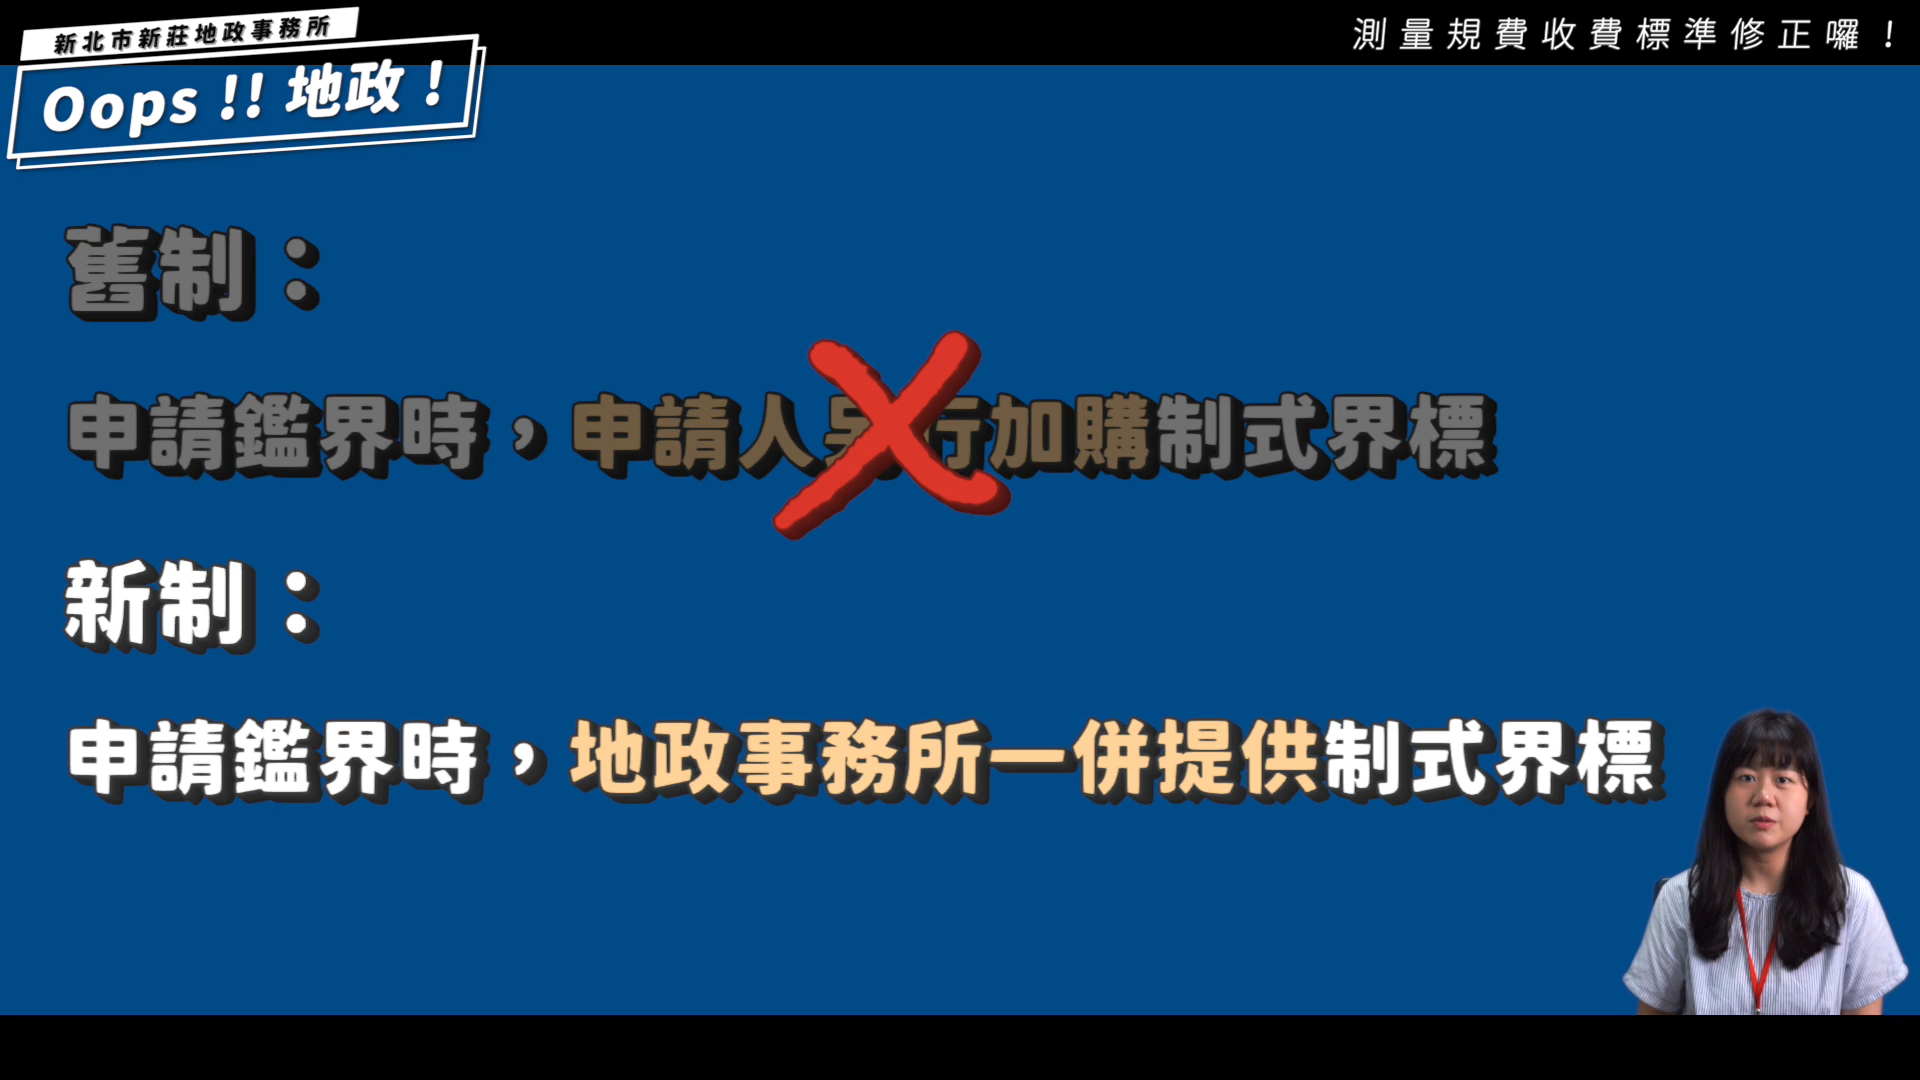 新北市新莊地政事務所
Oops !! 地政！
測量規費收費標準修正囉！
舊制：
申請鑑界時，申請人另行加購制式界標
新制：
申請鑑界時，地政事務所一併提供制式界標